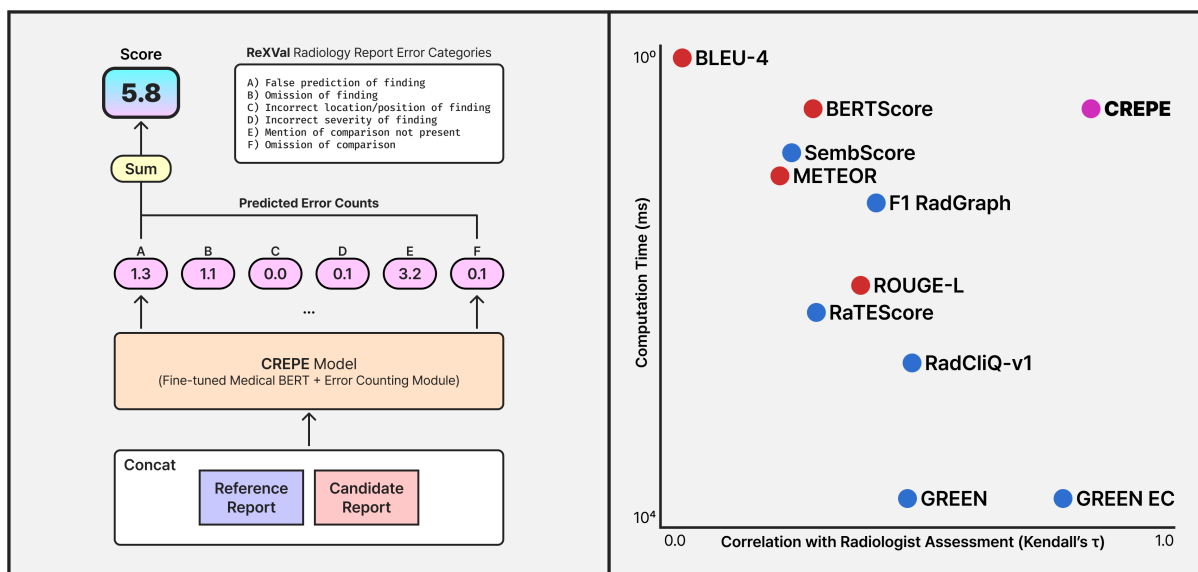 Score
5.8
Sum
ReXVal Radiology Report Error Categories
A) False prediction of finding
B) Omission of finding
C) Incorrect location/position of finding
D) Incorrect severity of finding
E) Mention of comparison not present
F) Omission of comparison
Predicted Error Counts
A B C D E F
1.3 1.1 0.0 0.1 3.2 0.1
...
CREPE Model
(Fine-tuned Medical BERT + Error Counting Module)
Concat
Reference
Report
Candidate
Report
Computation Time (ms)
10⁰
BLEU-4
BERTScore
CREPE
SembScore
METEOR
F1 RadGraph
ROUGE-L
RaTEScore
RadCliQ-v1
GREEN
GREEN EC
10⁴
0.0
Correlation with Radiologist Assessment (Kendall's τ)
1.0